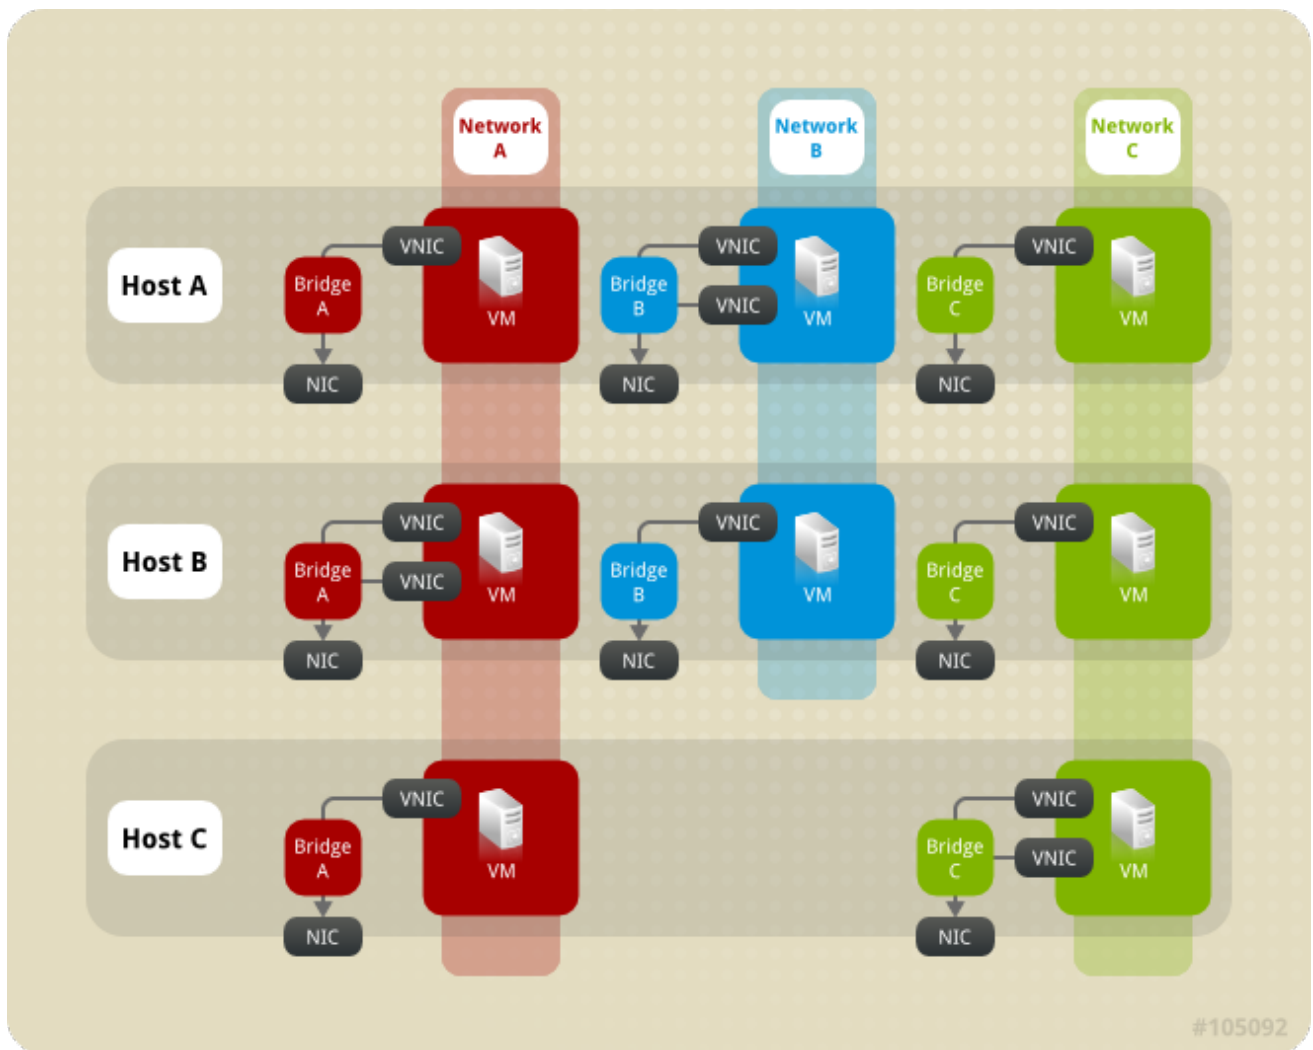 Network
A
Network
B
Network
C
Host A
VNIC
Bridge
A
VM
NIC
VNIC
Bridge
B
VNIC
VM
NIC
VNIC
Bridge
C
VM
NIC
Host B
VNIC
Bridge
A
VNIC
VM
NIC
VNIC
Bridge
B
VM
NIC
VNIC
Bridge
C
VM
NIC
Host C
VNIC
Bridge
A
VM
NIC
VNIC
Bridge
C
VNIC
VM
NIC
#105092